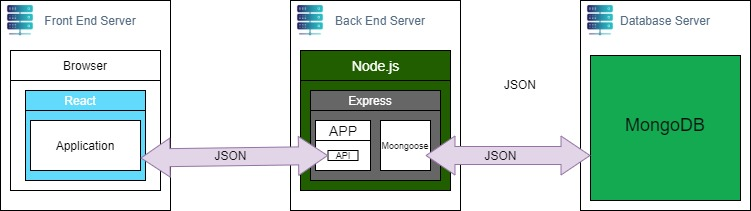 Front End Server
Browser
React
Application
JSON
Back End Server
Node.js
Express
APP
API
Moongoose
JSON
JSON
Database Server
MongoDB